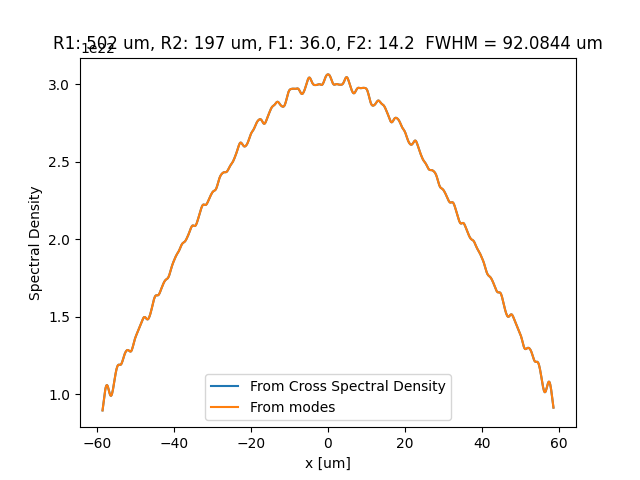 R1: 502 um, R2: 197 um, F1: 36.0, F2: 14.2  FWHM = 92.0844 um
1e22
3.0
2.5
2.0
1.5
1.0
Spectral Density
From Cross Spectral Density
From modes
−60 −40 −20 0 20 40 60
x [um]